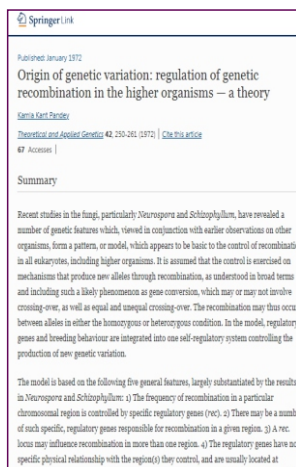 Springer Link
Published: January 1972
Origin of genetic variation: regulation of genetic
recombination in the higher organisms — a theory
Kamla Kant Pandey
Theoretical and Applied Genetics 42, 250–261 (1972) | Cite this article
67 Accesses |
Summary
Recent studies in the fungi, particularly Neurospora and Schizophyllum, have revealed a
number of genetic features which, viewed in conjunction with earlier observations on other
organisms, form a pattern, or model, which appears to be basic to the control of recombinatio
in all eukaryotes, including higher organisms. It is assumed that the control is exercised on
mechanisms that produce new alleles through recombination, as understood in broad terms
and including such a likely phenomenon as gene conversion, which may or may not involve
crossing-over, as well as equal and unequal crossing-over. The recombination may thus occu
between alleles in either the homozygous or heterozygous condition. In the model, regulatory
genes and breeding behaviour are integrated into one self-regulatory system controlling the
production of new genetic variation.
The model is based on the following five general features, largely substantiated by the results
in Neurospora and Schizophyllum: 1) The frequency of recombination in a particular
chromosomal region is controlled by specific regulatory genes (rec). 2) There may be a numb
of such specific, regulatory genes responsible for recombination in a given region. 3) A rec
locus may influence recombination in more than one region. 4) The regulatory genes have no
specific physical relationship with the region(s) they control, and are usually located at